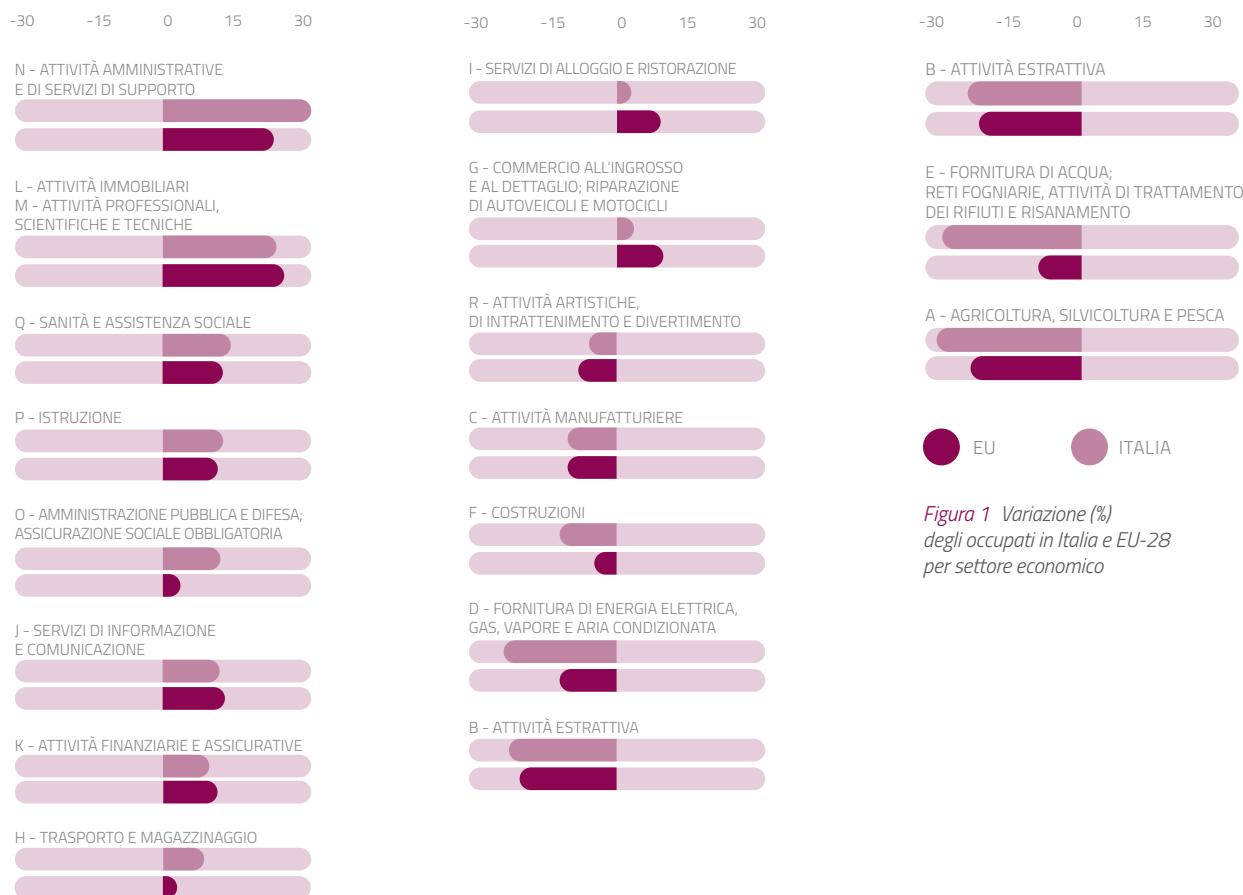 -30 -15 0 15 30
N - ATTIVITÀ AMMINISTRATIVE
E DI SERVIZI DI SUPPORTO
L - ATTIVITÀ IMMOBILIARI
M - ATTIVITÀ PROFESSIONALI,
SCIENTIFICHE E TECNICHE
Q - SANITÀ E ASSISTENZA SOCIALE
P - ISTRUZIONE
O - AMMINISTRAZIONE PUBBLICA E DIFESA;
ASSICURAZIONE SOCIALE OBBLIGATORIA
J - SERVIZI DI INFORMAZIONE
E COMUNICAZIONE
K - ATTIVITÀ FINANZIARIE E ASSICURATIVE
H - TRASPORTO E MAGAZZINAGGIO
-30 -15 0 15 30
I - SERVIZI DI ALLOGGIO E RISTORAZIONE
G - COMMERCIO ALL'INGROSSO
E AL DETTAGLIO; RIPARAZIONE
DI AUTOVEICOLI E MOTOCICLI
R - ATTIVITÀ ARTISTICHE,
DI INTRATTENIMENTO E DIVERTIMENTO
C - ATTIVITÀ MANUFATTURIERE
F - COSTRUZIONI
D - FORNITURA DI ENERGIA ELETTRICA,
GAS, VAPORE E ARIA CONDIZIONATA
B - ATTIVITÀ ESTRATTIVA
-30 -15 0 15 30
B - ATTIVITÀ ESTRATTIVA
E - FORNITURA DI ACQUA;
RETI FOGNIARIE, ATTIVITÀ DI TRATTAMENTO
DEI RIFIUTI E RISANAMENTO
A - AGRICOLTURA, SILVICOLTURA E PESCA
EU ITALIA
Figura 1 Variazione (%)
degli occupati in Italia e EU-28
per settore economico